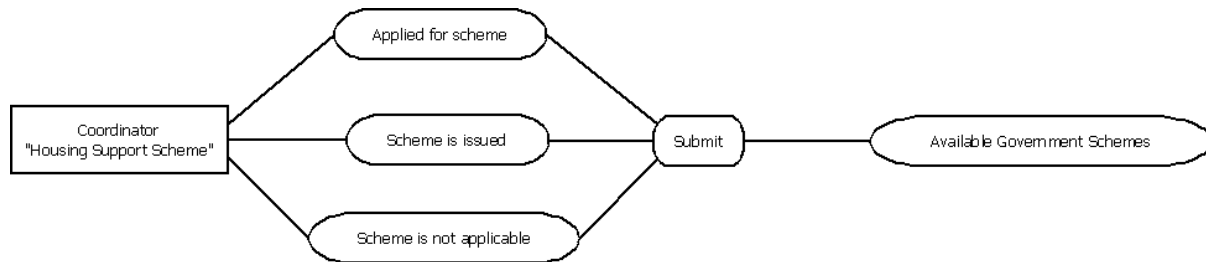 Applied for scheme
Coordinator
"Housing Support Scheme"
Scheme is issued
Submit
Available Government Schemes
Scheme is not applicable